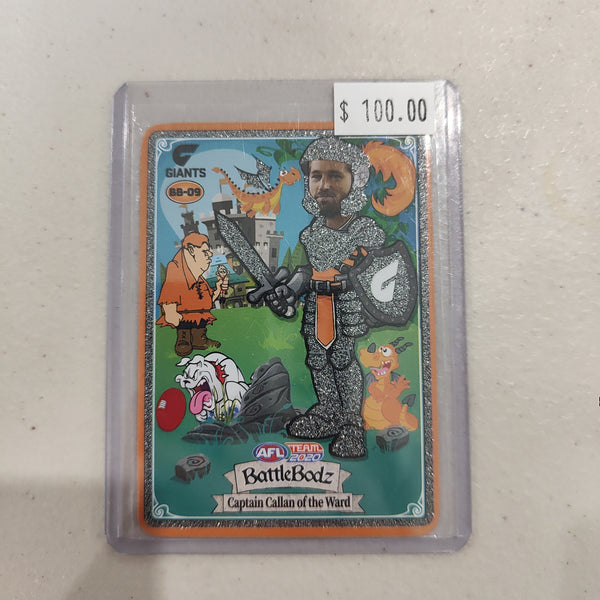 $ 100.00
GIANTS
BB-09
AFL TEAM 2020
BattleBodz
Captain Callan of the Ward